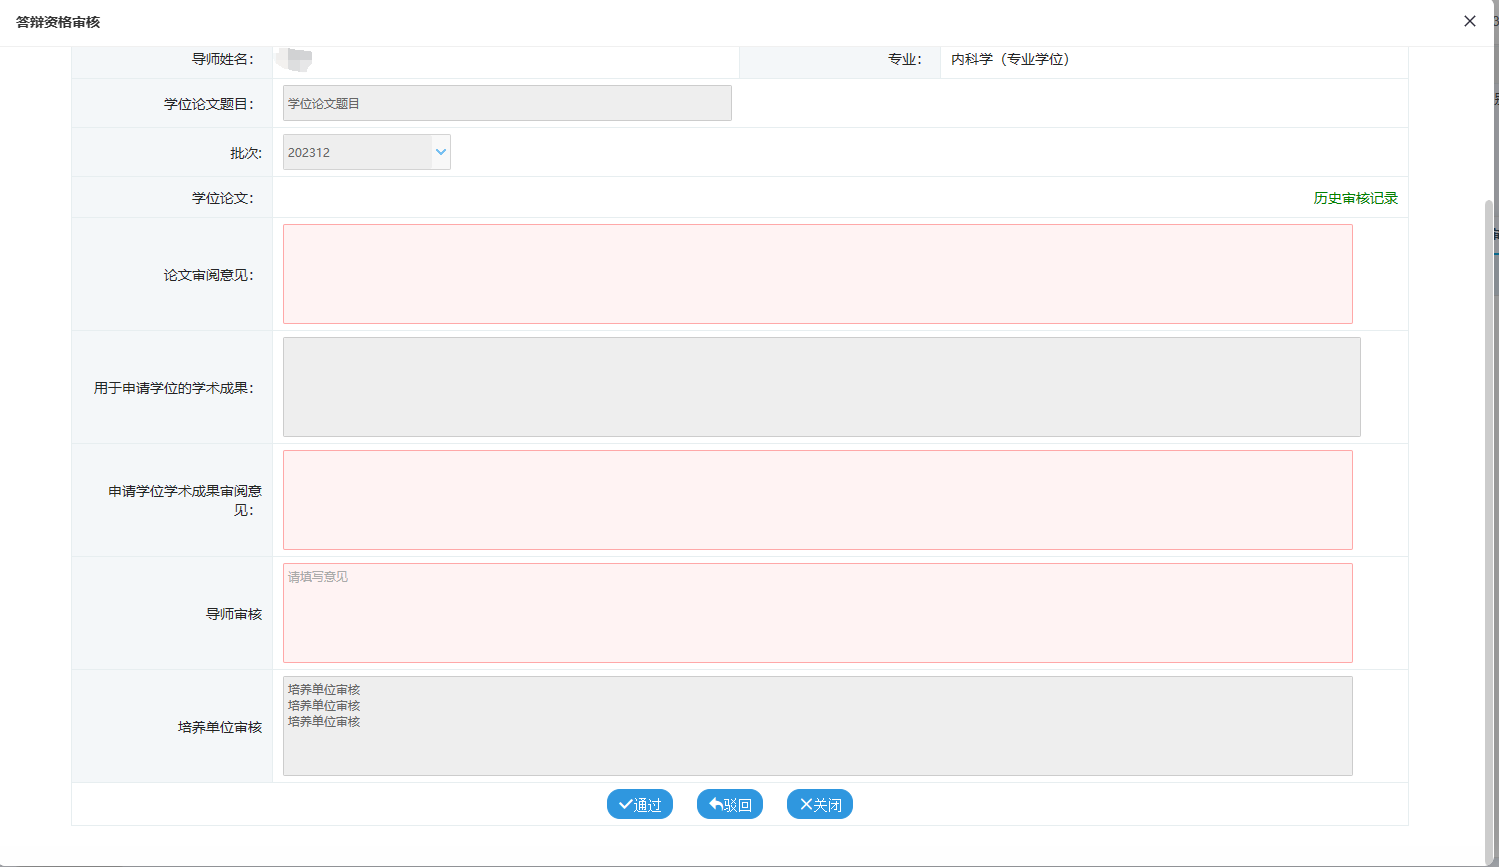 答辩资格审核
导师姓名：
专业： 内科学（专业学位）
学位论文题目： 学位论文题目
批次: 202312
学位论文： 历史审核记录
论文审阅意见：
用于申请学位的学术成果：
申请学位学术成果审阅意
见：
请填写意见
导师审核
培养单位审核
培养单位审核
培养单位审核
培养单位审核
通过 驳回 关闭